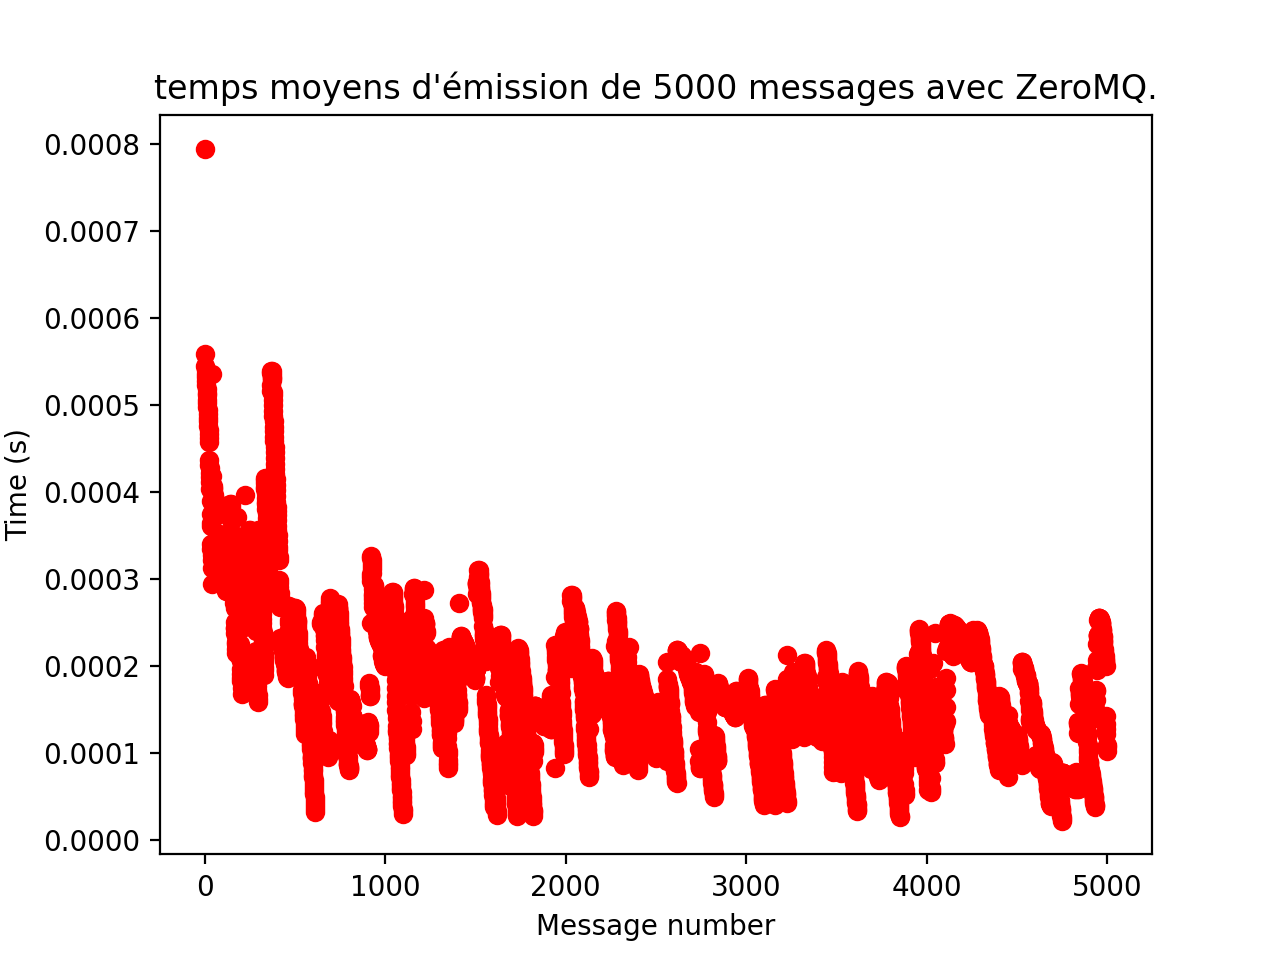 temps moyens d'émission de 5000 messages avec ZeroMQ.
0.0008
0.0007
0.0006
0.0005
0.0004
0.0003
0.0002
0.0001
0.0000
Time (s)
0 1000 2000 3000 4000 5000
Message number